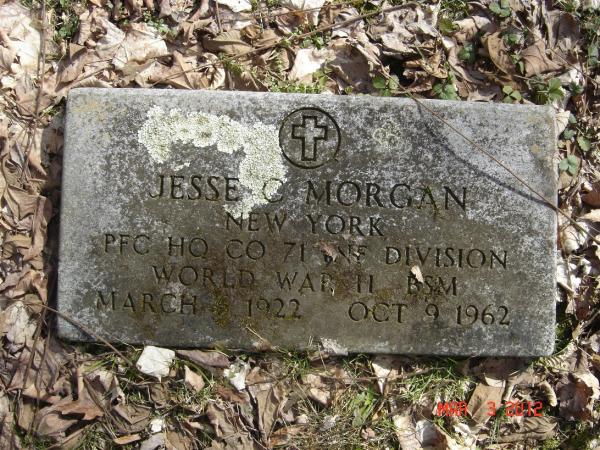 JESSE C MORGAN
NEW YORK
PFC HQ CO 71 INF DIVISION
WORLD WAR II BSM
MARCH 1922 OCT 9 1962
MAR 3 2012